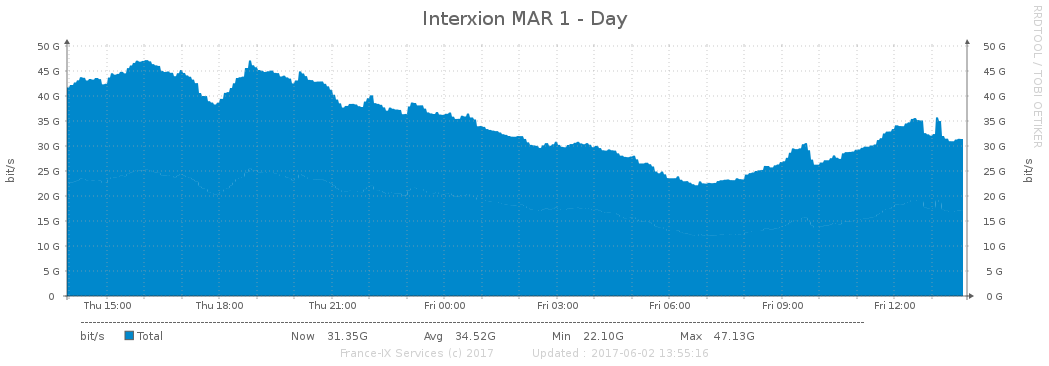 Interxion MAR 1 - Day
RRDTOOL / TOBI OETIKER
50 G 50 G
45 G 45 G
40 G 40 G
35 G 35 G
30 G 30 G
25 G 25 G
20 G 20 G
15 G 15 G
10 G 10 G
5 G 5 G
0 0 G
bit/s bit/s
Thu 15:00 Thu 18:00 Thu 21:00 Fri 00:00 Fri 03:00 Fri 06:00 Fri 09:00 Fri 12:00
bit/s Total Now 31.35G Avg 34.52G Min 22.10G Max 47.13G
France-IX Services (c) 2017 Updated : 2017-06-02 13:55:16